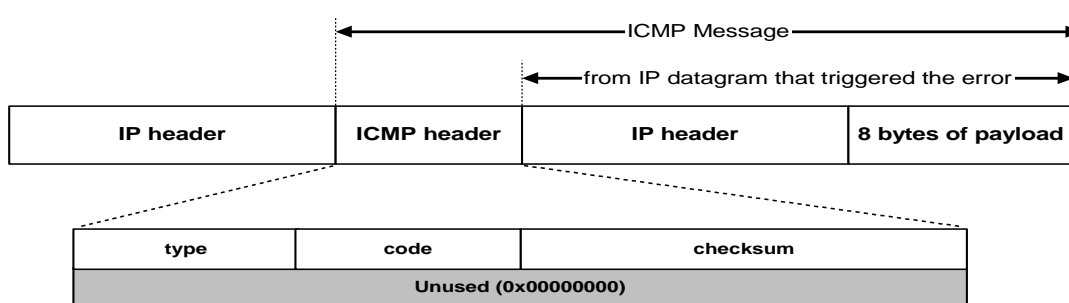 ICMP Message
from IP datagram that triggered the error
IP header ICMP header IP header 8 bytes of payload
type code checksum
Unused (0x00000000)